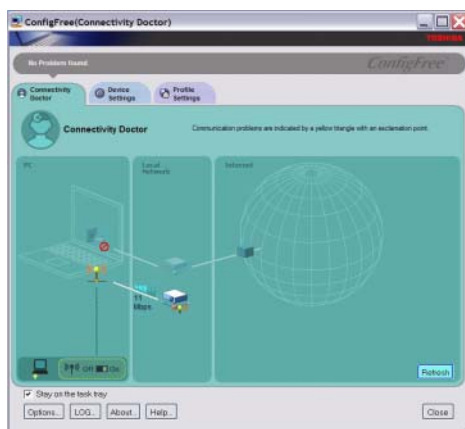 ConfigFree(Connectivity Doctor)
TOSHIBA
No Problem found
ConfigFree
Connectivity Doctor
Device Settings
Profile Settings
Connectivity Doctor
Communication problems are indicated by a yellow triangle with an exclamation point.
PC
Local Network
Internet
11
Mbps
Off On
Refresh
Stay on the task tray
Options..
LOG..
About..
Help..
Close